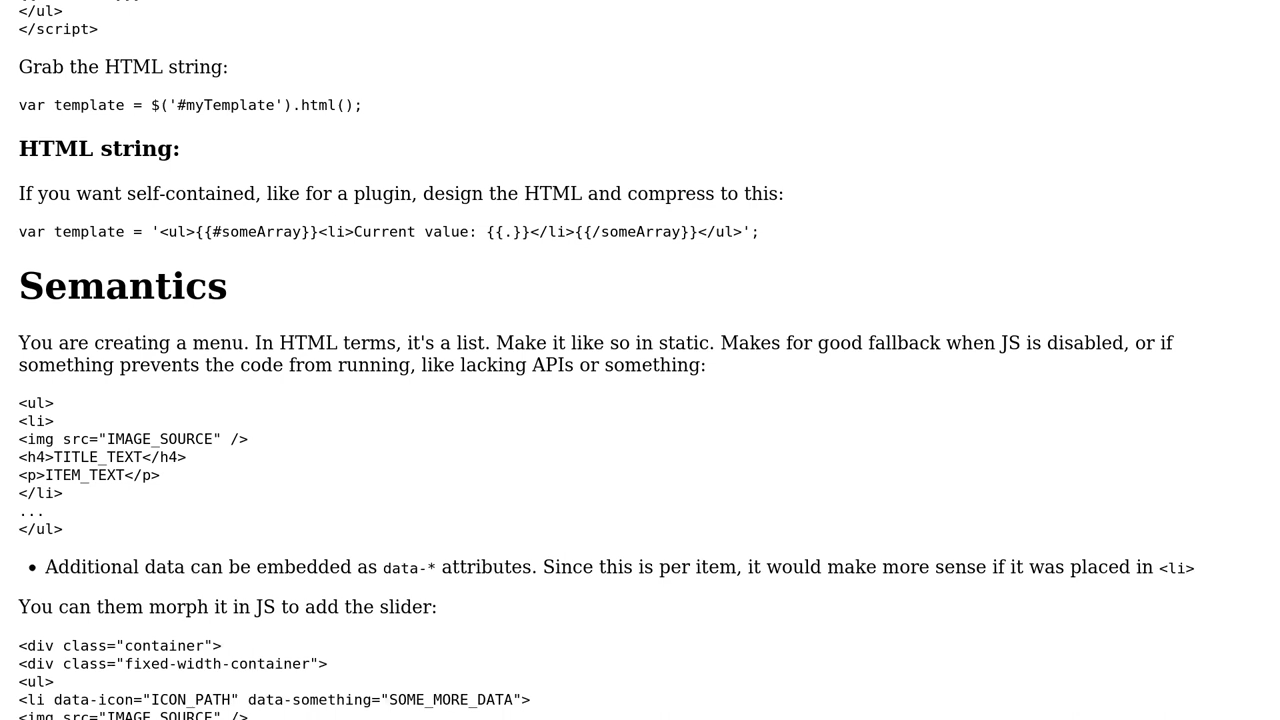 </ul>
</script>
Grab the HTML string:
var template = $('#myTemplate').html();
HTML string:
If you want self-contained, like for a plugin, design the HTML and compress to this:
var template = '<ul>{{#someArray}}<li>Current value: {{.}}</li>{{/someArray}}</ul>';
Semantics
You are creating a menu. In HTML terms, it's a list. Make it like so in static. Makes for good fallback when JS is disabled, or if
something prevents the code from running, like lacking APIs or something:
<ul>
<li>
<img src="IMAGE_SOURCE" />
<h4>TITLE_TEXT</h4>
<p>ITEM_TEXT</p>
</li>
...
</ul>
• Additional data can be embedded as data-* attributes. Since this is per item, it would make more sense if it was placed in <li>
You can them morph it in JS to add the slider:
<div class="container">
<div class="fixed-width-container">
<ul>
<li data-icon="ICON_PATH" data-something="SOME_MORE_DATA">
<img src="IMAGE_SOURCE" />